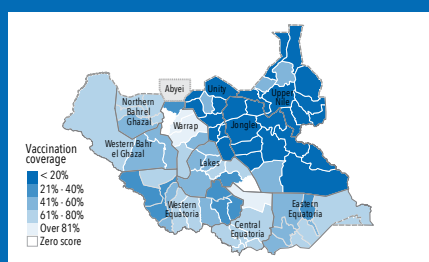 Abyei
Unity
Upper
Nile
Northern
Bahrel
Ghazal
Warrap
Jonglei
Western Bahr
el Ghazal
Lakes
Vaccination
coverage
< 20%
21% - 40%
41% - 60%
61% - 80%
Over 81%
Zero score
Western
Equatoria
Eastern
Equatoria
Central
Equatoria